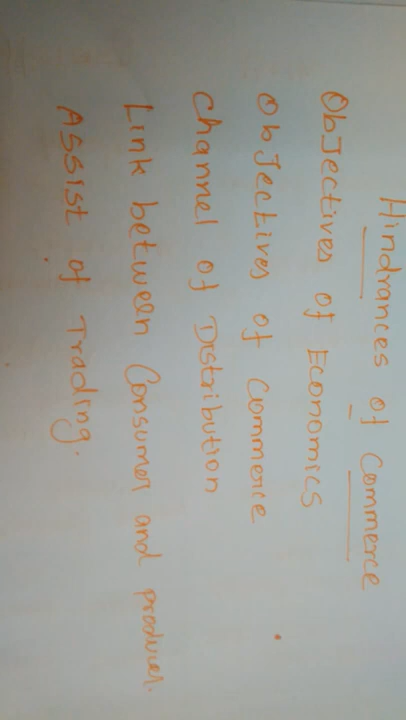 Hindrances of Commerce
Objectives of Economics
Objectives of Commerce
Channel of Distribution
Link between Consumer and producer.
Assist of Trading.